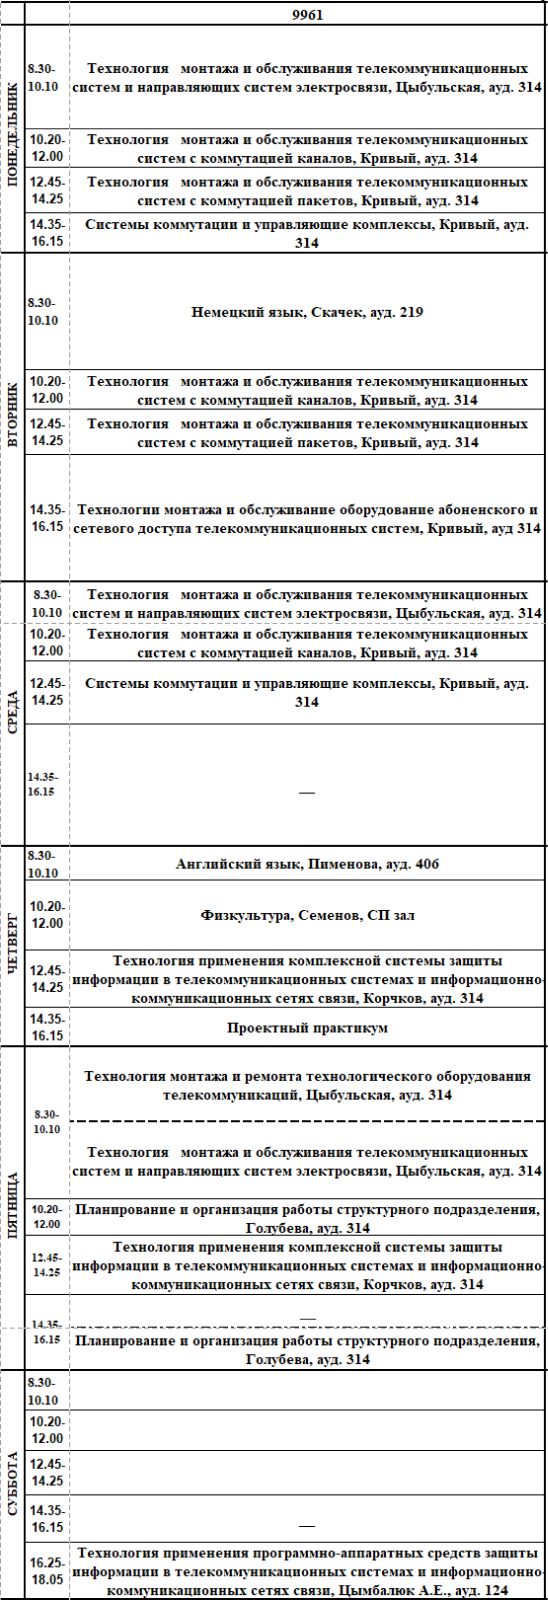 9961
ПОНЕДЕЛЬНИК
8.30-
10.10
Технология монтажа и обслуживания телекоммуникационных
систем и направляющих систем электросвязи, Цыбульская, ауд. 314
10.20-
12.00
Технология монтажа и обслуживания телекоммуникационных
систем с коммутацией каналов, Кривый, ауд. 314
12.45-
14.25
Технология монтажа и обслуживания телекоммуникационных
систем с коммутацией пакетов, Кривый, ауд. 314
14.35-
16.15
Системы коммутации и управляющие комплексы, Кривый, ауд.
314
ВТОРНИК
8.30-
10.10
Немецкий язык, Скачек, ауд. 219
10.20-
12.00
Технология монтажа и обслуживания телекоммуникационных
систем с коммутацией каналов, Кривый, ауд. 314
12.45-
14.25
Технология монтажа и обслуживания телекоммуникационных
систем с коммутацией пакетов, Кривый, ауд. 314
14.35-
16.15
Технологии монтажа и обслуживание оборудование абоненского и
сетевого доступа телекоммуникационных систем, Кривый, ауд 314
СРЕДА
8.30-
10.10
Технология монтажа и обслуживания телекоммуникационных
систем и направляющих систем электросвязи, Цыбульская, ауд. 314
10.20-
12.00
Технология монтажа и обслуживания телекоммуникационных
систем с коммутацией каналов, Кривый, ауд. 314
12.45-
14.25
Системы коммутации и управляющие комплексы, Кривый, ауд.
314
14.35-
16.15
—
ЧЕТВЕРГ
8.30-
10.10
Английский язык, Пименова, ауд. 406
10.20-
12.00
Физкультура, Семенов, СП зал
12.45-
14.25
Технология применения комплексной системы защиты
информации в телекоммуникационных системах и информационно-
коммуникационных сетях связи, Корчков, ауд. 314
14.35-
16.15
Проектный практикум
ПЯТНИЦА
8.30-
10.10
Технология монтажа и ремонта технологического оборудования
телекоммуникаций, Цыбульская, ауд. 314
Технология монтажа и обслуживания телекоммуникационных
систем и направляющих систем электросвязи, Цыбульская, ауд. 314
10.20-
12.00
Планирование и организация работы структурного подразделения,
Голубева, ауд. 314
12.45-
14.25
Технология применения комплексной системы защиты
информации в телекоммуникационных системах и информационно-
коммуникационных сетях связи, Корчков, ауд. 314
14.35-
16.15
—
Планирование и организация работы структурного подразделения,
Голубева, ауд. 314
СУББОТА
8.30-
10.10
10.20-
12.00
12.45-
14.25
14.35-
16.15
—
16.25-
18.05
Технология применения программно-аппаратных средств защиты
информации в телекоммуникационных системах и информационно-
коммуникационных сетях связи, Цымбалюк А.Е., ауд. 124